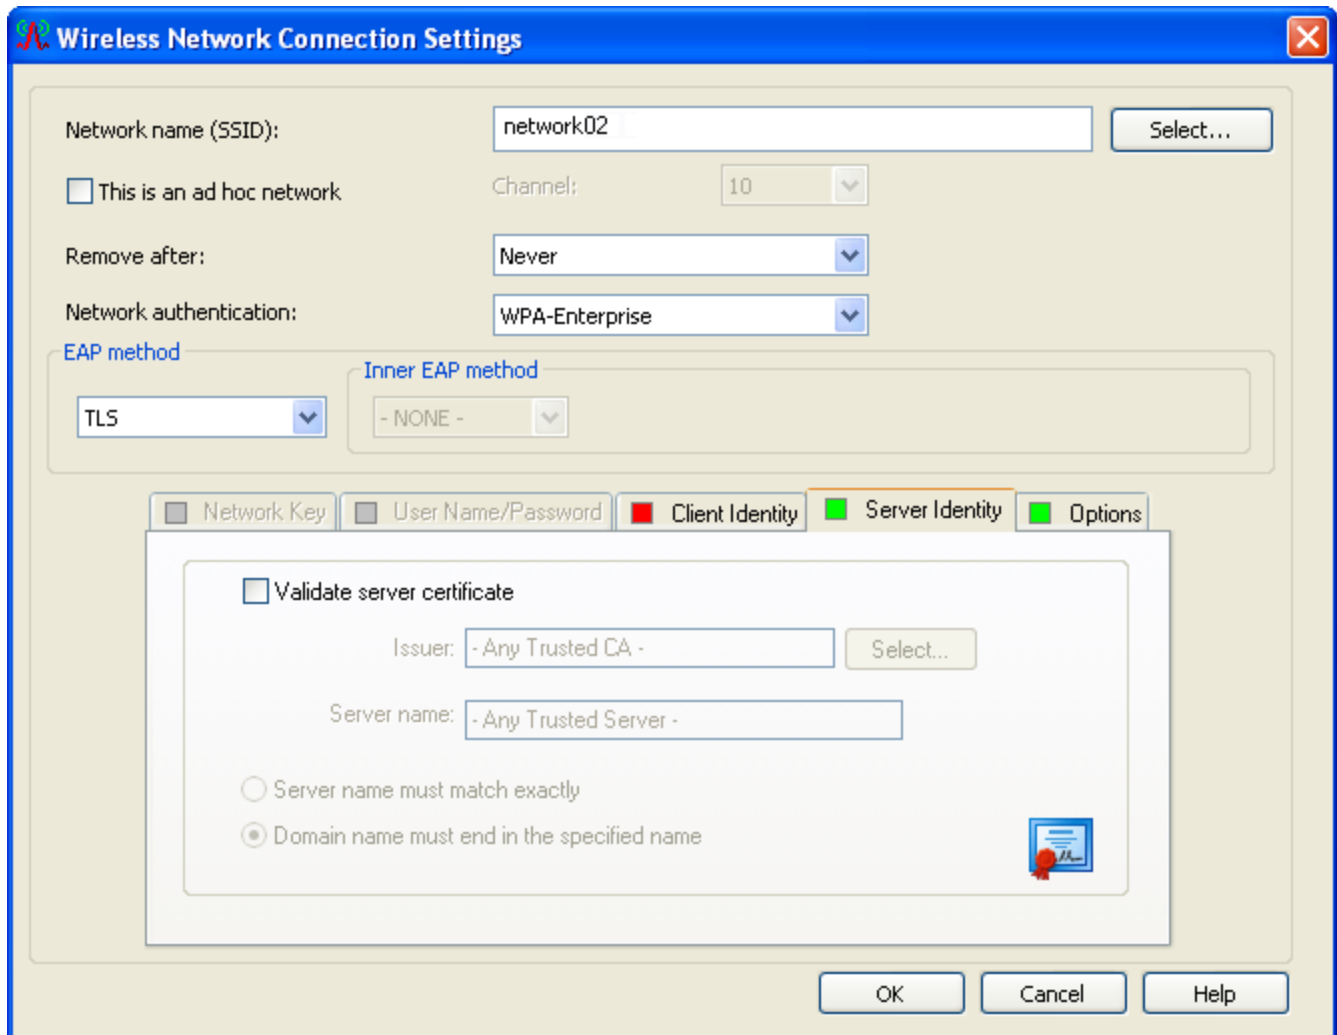 Wireless Network Connection Settings
Network name (SSID): network02 Select...
This is an ad hoc network Channel: 10
Remove after: Never
Network authentication: WPA-Enterprise
EAP method
Inner EAP method
TLS - NONE -
Network Key User Name/Password Client Identity Server Identity Options
Validate server certificate
Issuer: - Any Trusted CA - Select...
Server name: - Any Trusted Server -
Server name must match exactly
Domain name must end in the specified name
OK Cancel Help